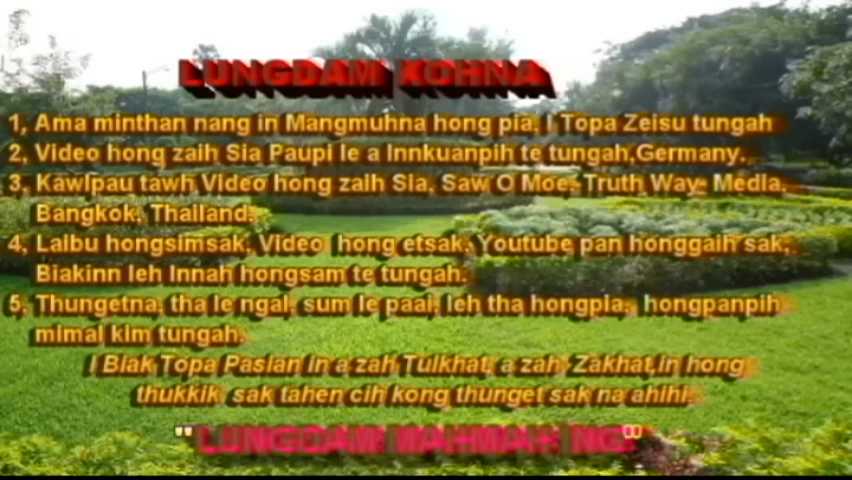 LUNGDAM KOHNA
1, Ama minthan nang in Mangmuhna hong pia, I Topa Zeisu tungah
2, Video hong zaih Sia Paupi le a Innkuanpih te tungah,Germany.
3, Kawlpau tawh Video hong zaih Sia, Saw O Moe, Truth Way- Media.
Bangkok, Thailand.
4, Laibu hongsimsak, Video hong etsak, Youtube pan honggaih sak,
Biakinn leh Innah hongsam te tungah.
5, Thungetna, tha le ngal, sum le paai, leh tha hongpia, hongpanpih
mimal kim tungah.
I Biak Topa Pasian in a zah Tulkhat, a zah Zakhat,in hong
thukkik sak tahen cih kong thunget sak na ahihi.
"LUNGDAM MAHMAH ING"